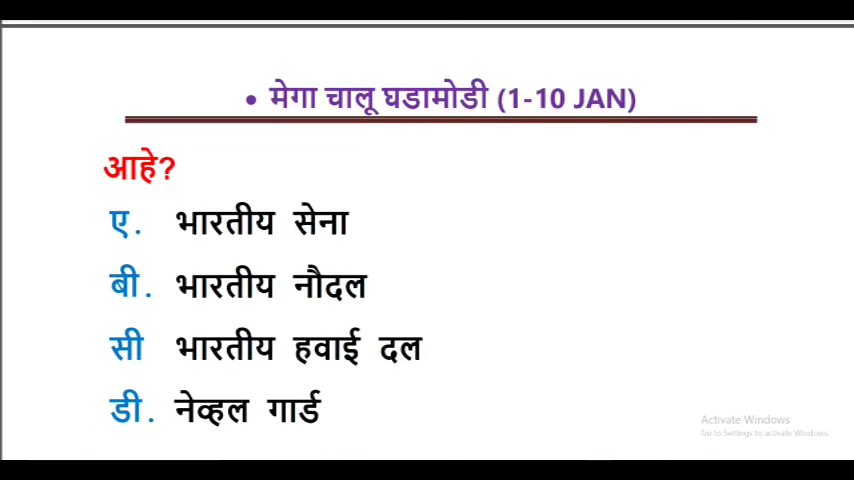 • मेगा चालू घडामोडी (1-10 JAN)
आहे?
ए. भारतीय सेना
बी. भारतीय नौदल
सी भारतीय हवाई दल
डी. नेव्हल गार्ड
Activate Windows
Go to Settings to activate Windows.